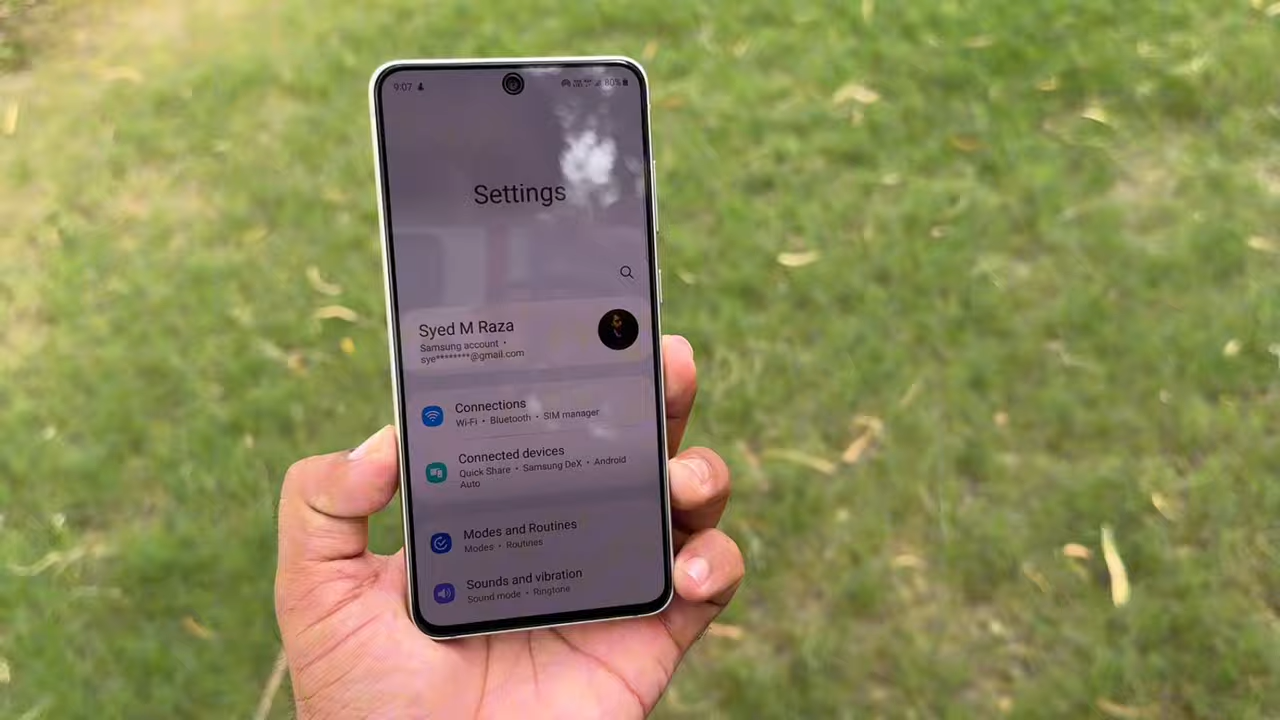 9:07
80%
Settings
Syed M Raza
Samsung account •
sye********@gmail.com
Connections
Wi-Fi • Bluetooth • SIM manager
Connected devices
Quick Share • Samsung DeX • Android
Auto
Modes and Routines
Modes • Routines
Sounds and vibration
Sound mode • Ringtone